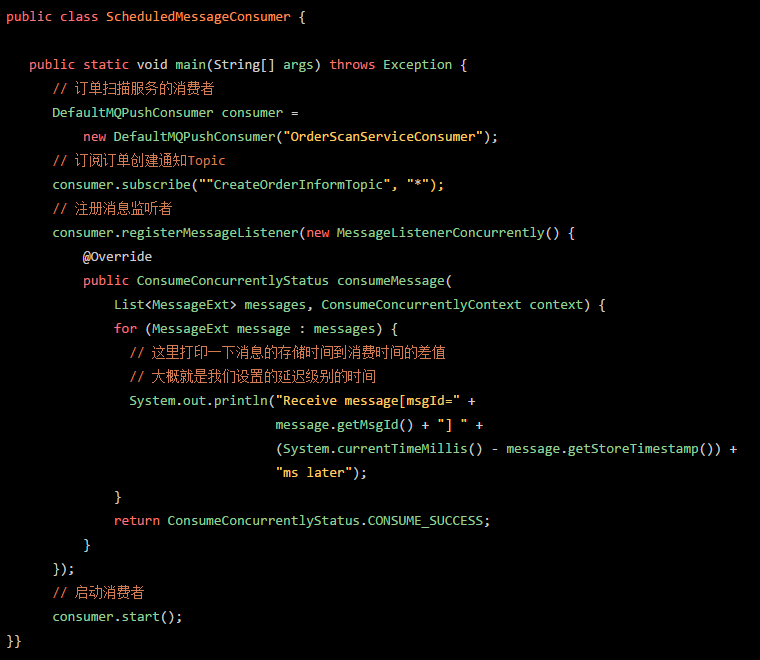 public class ScheduledMessageConsumer {
public static void main(String[] args) throws Exception {
// 订单扫描服务的消费者
DefaultMQPushConsumer consumer =
new DefaultMQPushConsumer("OrderScanServiceConsumer");
// 订阅订单创建通知Topic
consumer.subscribe(""CreateOrderInformTopic", "*");
// 注册消息监听者
consumer.registerMessageListener(new MessageListenerConcurrently() {
@Override
public ConsumeConcurrentlyStatus consumeMessage(
List<MessageExt> messages, ConsumeConcurrentlyContext context) {
for (MessageExt message : messages) {
// 这里打印一下消息的存储时间到消费时间的差值
// 大概就是我们设置的延迟级别的时间
System.out.println("Receive message[msgId=" +
message.getMsgId() + "] " +
(System.currentTimeMillis() - message.getStoreTimestamp()) +
"ms later");
}
return ConsumeConcurrentlyStatus.CONSUME_SUCCESS;
}
});
// 启动消费者
consumer.start();
}}